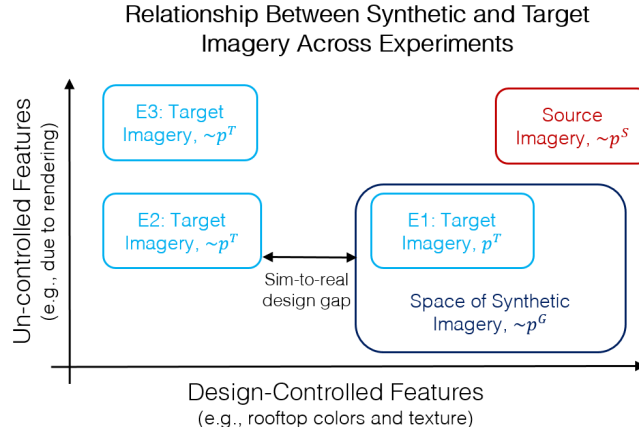 Relationship Between Synthetic and Target
Imagery Across Experiments
Un-controlled Features
(e.g., due to rendering)
E3: Target
Imagery, ~p^T
Source
Imagery, ~p^S
E2: Target
Imagery, ~p^T
E1: Target
Imagery, p^T
Sim-to-real
design gap
Space of Synthetic
Imagery, ~p^G
Design-Controlled Features
(e.g., rooftop colors and texture)